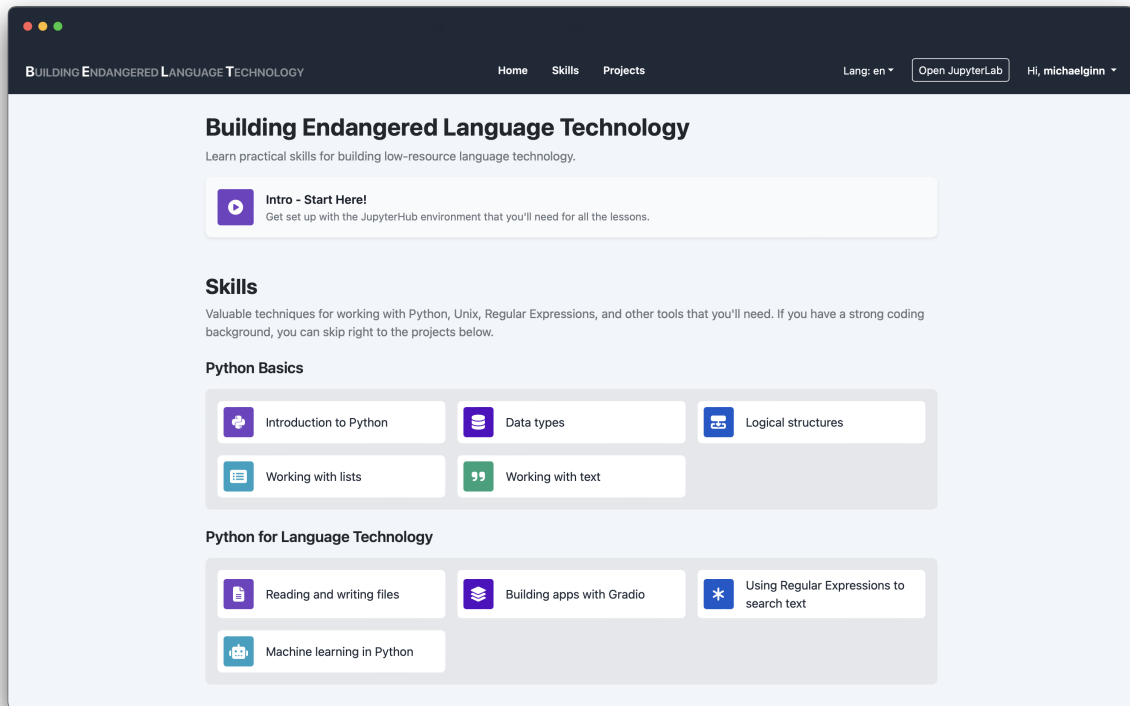 BUILDING ENDANGERED LANGUAGE TECHNOLOGY
Home Skills Projects
Lang: en
Open JupyterLab
Hi, michaelginn
Building Endangered Language Technology
Learn practical skills for building low-resource language technology.
Intro - Start Here!
Get set up with the JupyterHub environment that you'll need for all the lessons.
Skills
Valuable techniques for working with Python, Unix, Regular Expressions, and other tools that you'll need. If you have a strong coding
background, you can skip right to the projects below.
Python Basics
Introduction to Python
Data types
Logical structures
Working with lists
Working with text
Python for Language Technology
Reading and writing files
Building apps with Gradio
Using Regular Expressions to
search text
Machine learning in Python